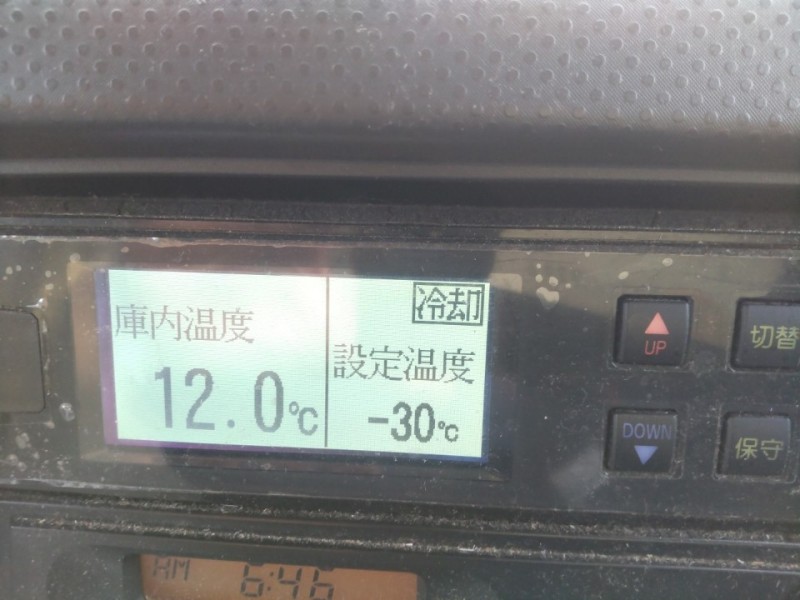 冷却
庫内温度
設定温度
12.0℃
-30℃
UP
切替
DOWN
保守
AM 6:46